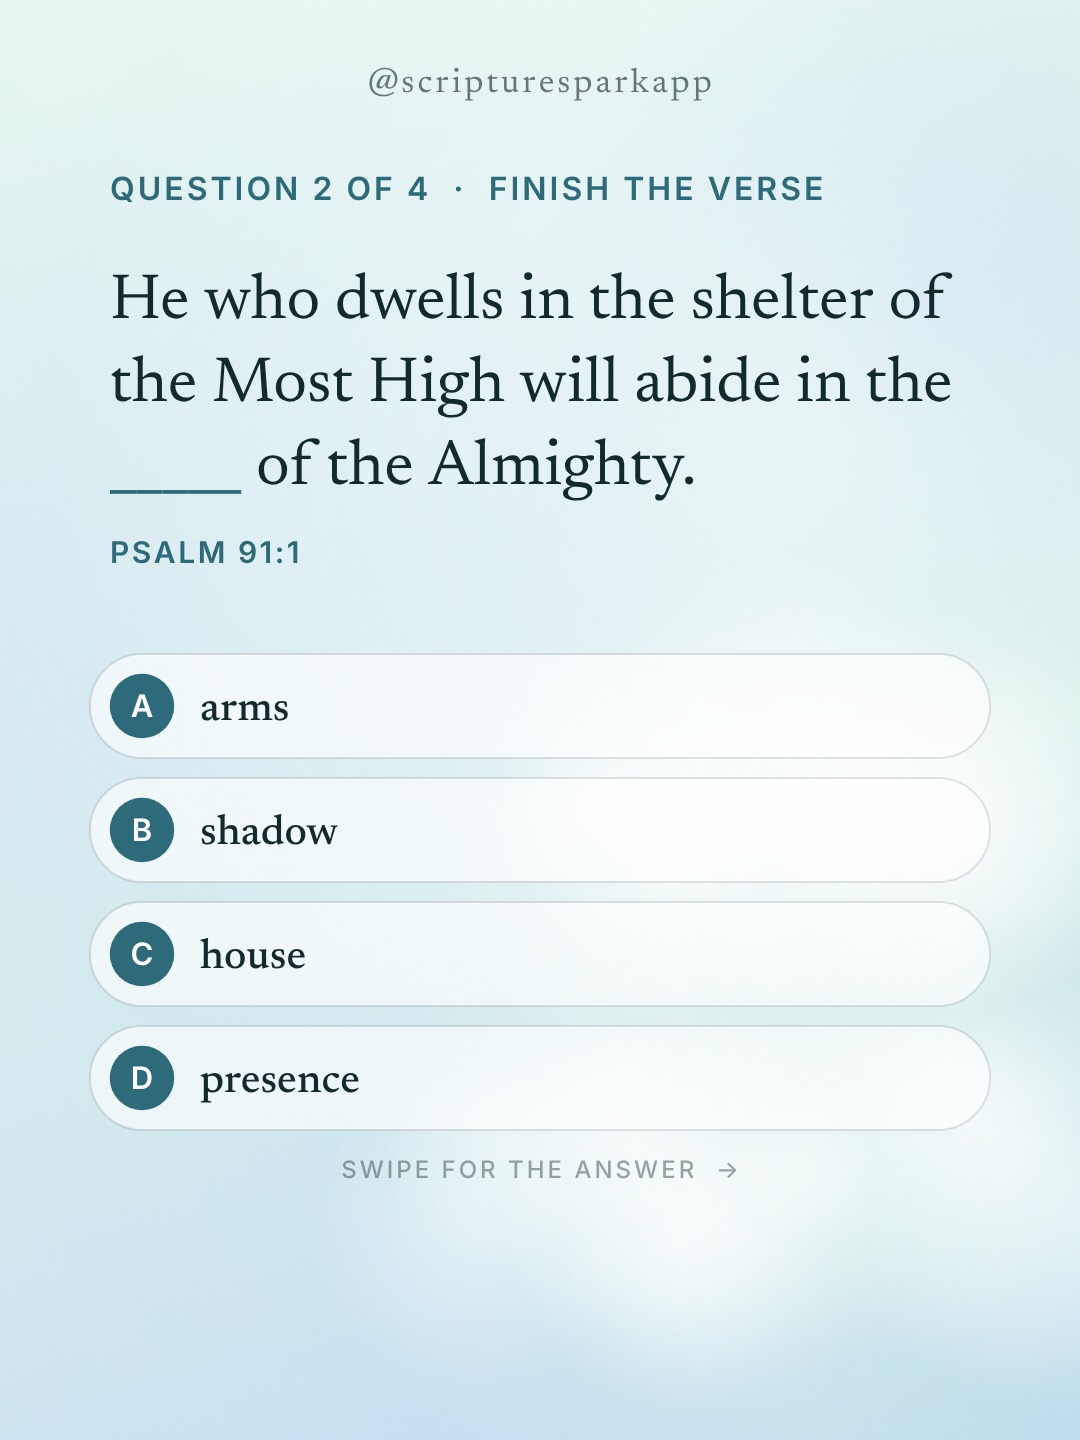 @scripturesparkapp
QUESTION 2 OF 4 · FINISH THE VERSE
He who dwells in the shelter of
the Most High will abide in the
_____ of the Almighty.
PSALM 91:1
A arms
B shadow
C house
D presence
SWIPE FOR THE ANSWER →